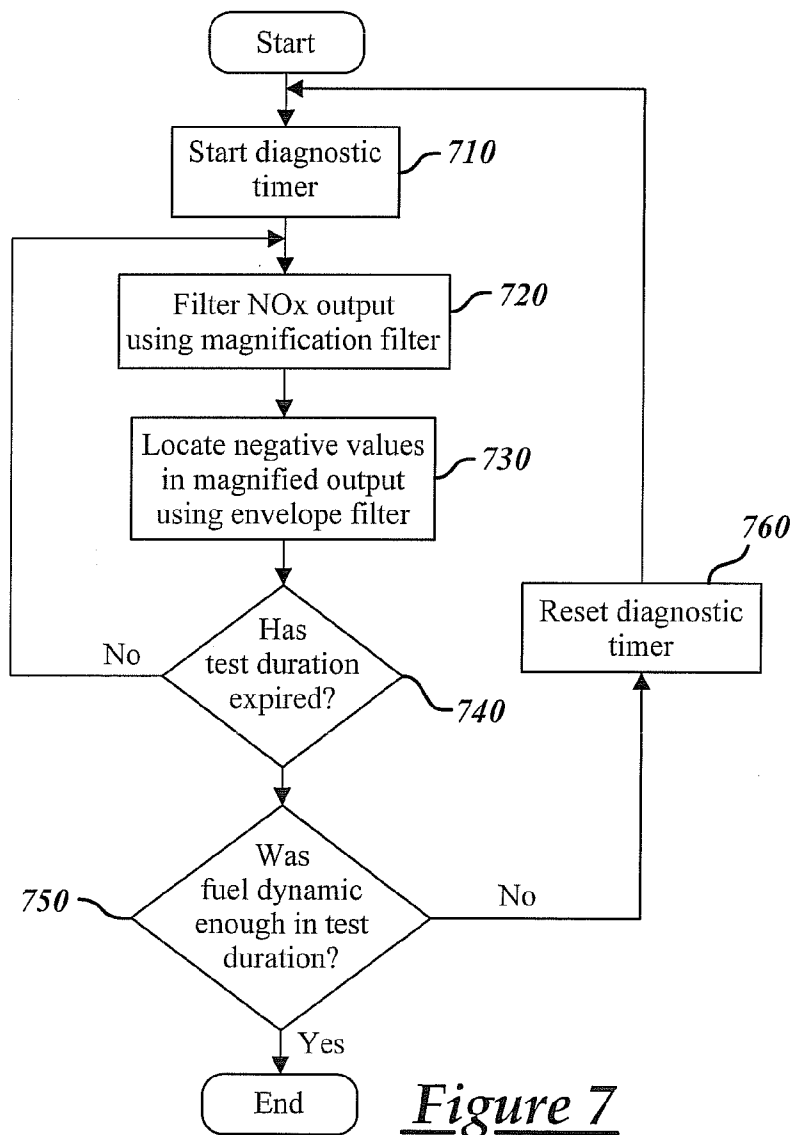 Start
Start diagnostic
timer
710
Filter NOx output
using magnification filter
720
Locate negative values
in magnified output
using envelope filter
730
Has
test duration
expired?
740
No
Was
fuel dynamic
enough in test
duration?
750
No
Yes
760
Reset diagnostic
timer
End
Figure 7